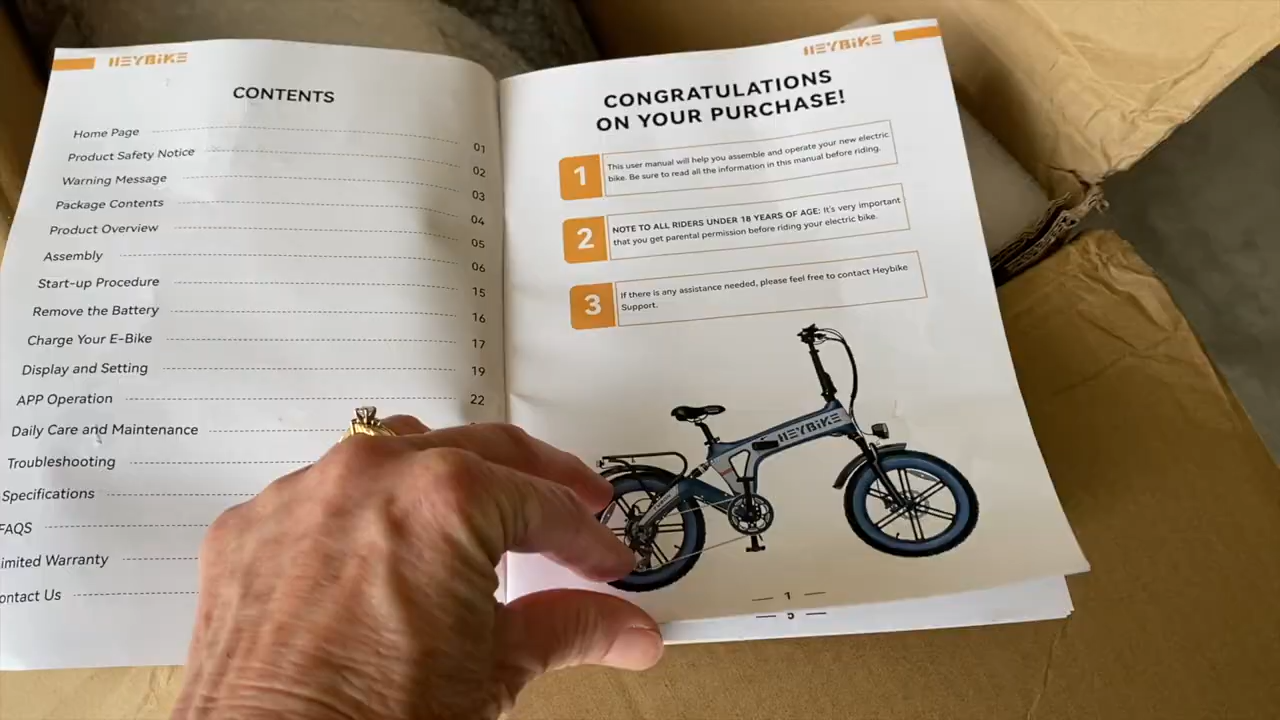 HEYBIKE
CONTENTS
Home Page 01
Product Safety Notice 02
Warning Message 03
Package Contents 04
Product Overview 05
Assembly 06
Start-up Procedure 15
Remove the Battery 16
Charge Your E-Bike 17
Display and Setting 19
APP Operation 22
Daily Care and Maintenance
Troubleshooting
Specifications
FAQS
imited Warranty
ontact Us
HEYBIKE
CONGRATULATIONS
ON YOUR PURCHASE!
1
This user manual will help you assemble and operate your new electric
bike. Be sure to read all the information in this manual before riding.
2
NOTE TO ALL RIDERS UNDER 18 YEARS OF AGE: It's very important
that you get parental permission before riding your electric bike.
3
If there is any assistance needed, please feel free to contact Heybike
Support.
HEYBIKE
1
5